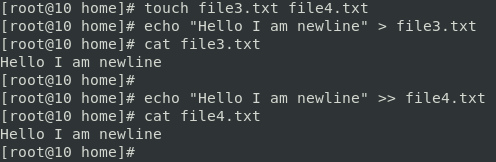 [root@10 home]# touch file3.txt file4.txt
[root@10 home]# echo "Hello I am newline" > file3.txt
[root@10 home]# cat file3.txt
Hello I am newline
[root@10 home]#
[root@10 home]# echo "Hello I am newline" >> file4.txt
[root@10 home]# cat file4.txt
Hello I am newline
[root@10 home]#